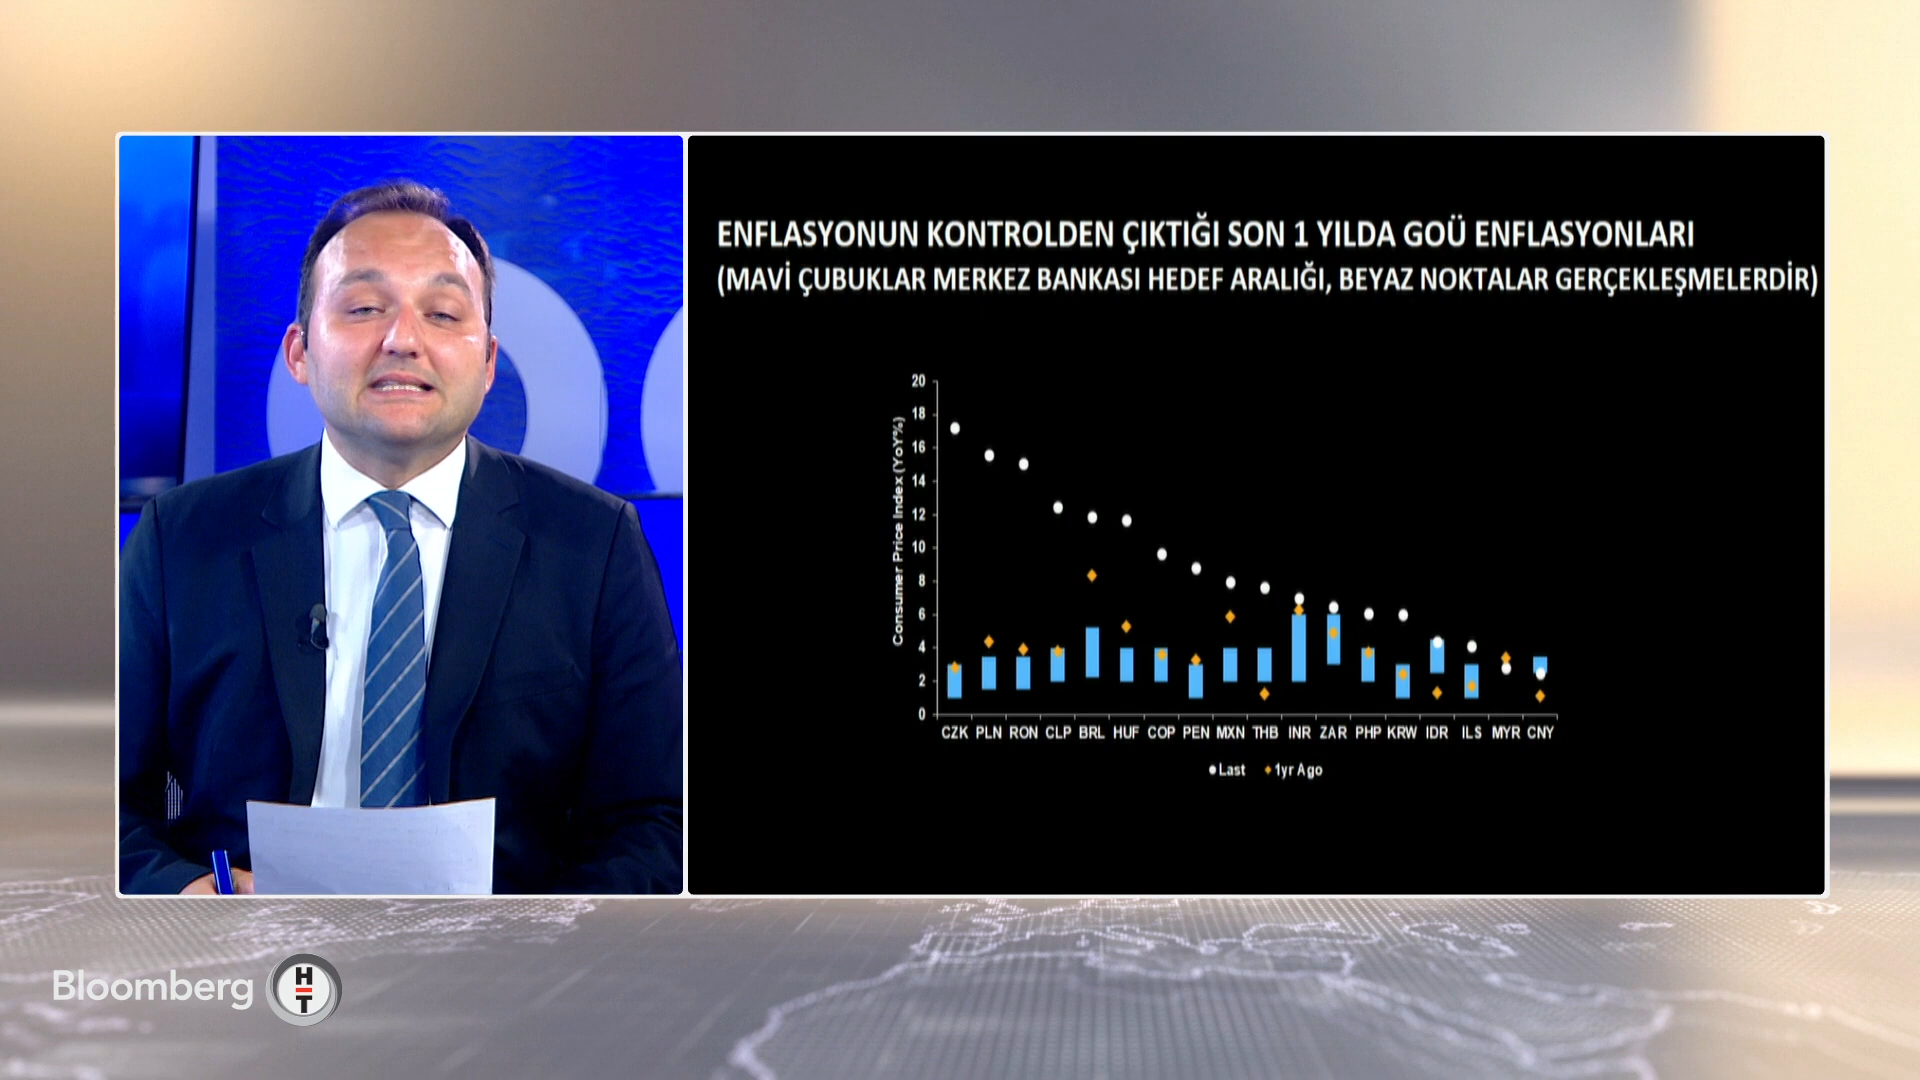 ENFLASYONUN KONTROLDEN ÇIKTIĞI SON 1 YILDA GOÜ ENFLASYONLARI
(MAVİ ÇUBUKLAR MERKEZ BANKASI HEDEF ARALIĞI, BEYAZ NOKTALAR GERÇEKLEŞMELERDİR)
Consumer Price Index (YoY%)
20
18
16
14
12
10
8
6
4
2
0
CZK PLN RON CLP BRL HUF COP PEN MXN THB INR ZAR PHP KRW IDR ILS MYR CNY
Last 1yr Ago
Bloomberg HT